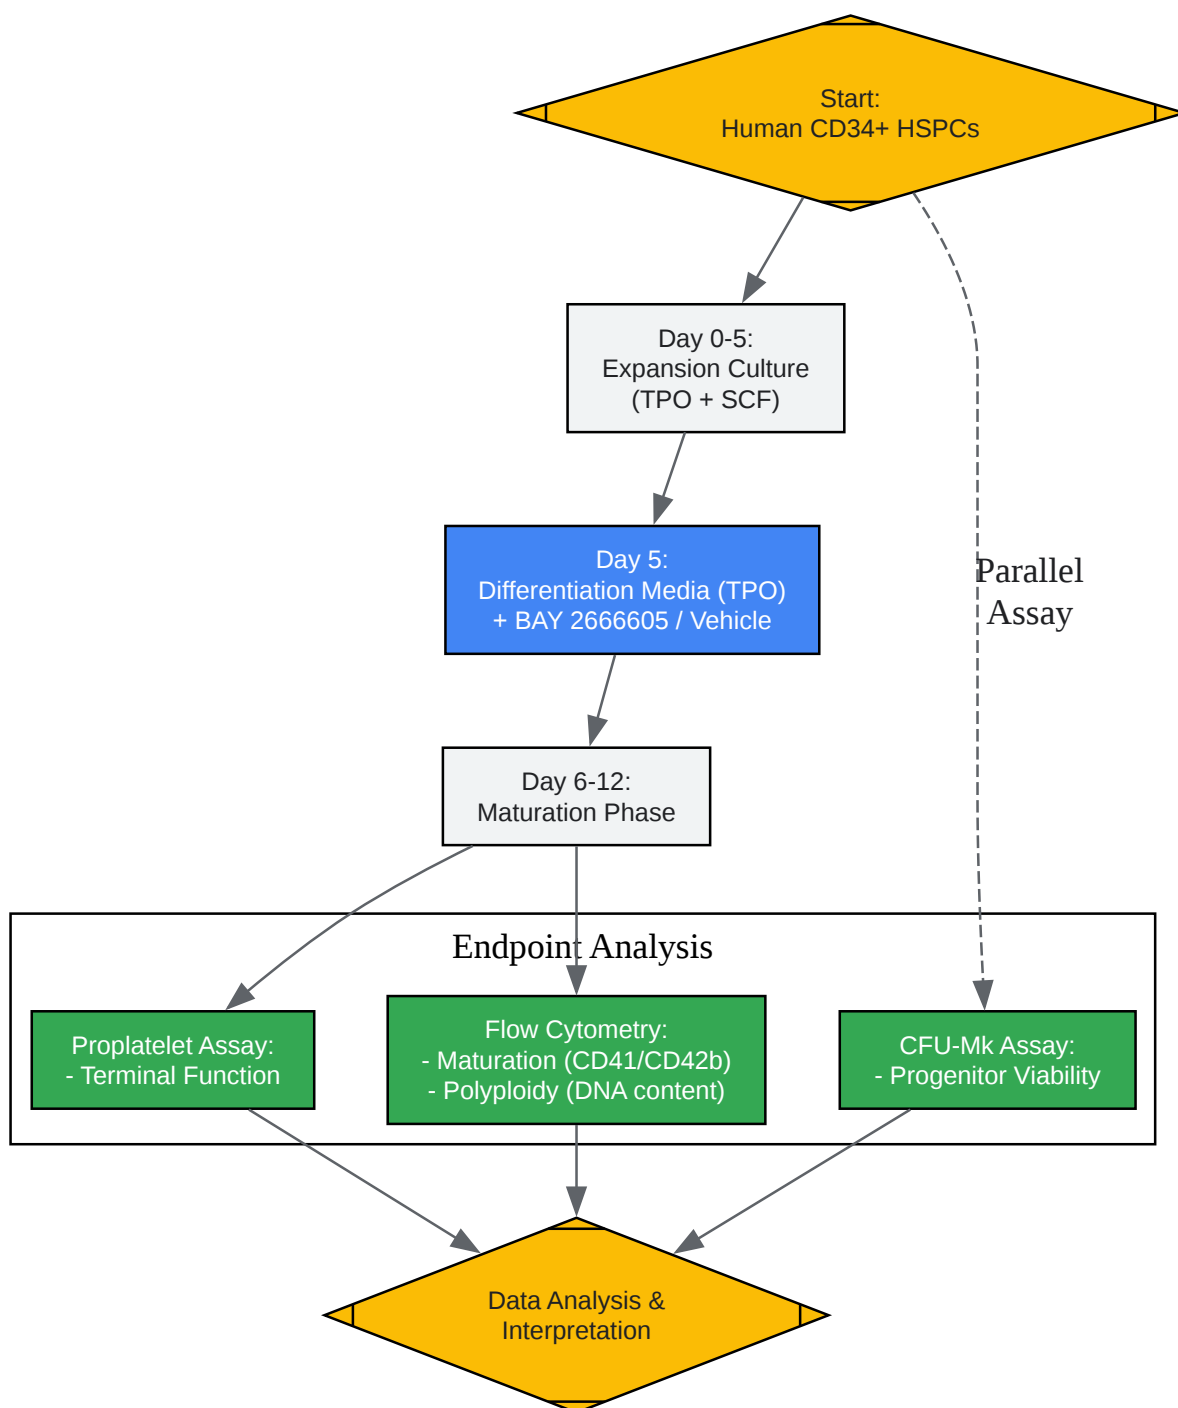 Start:
Human CD34+ HSPCs
Day 0-5:
Expansion Culture
(TPO + SCF)
Day 5:
Differentiation Media (TPO)
+ BAY 2666605 / Vehicle
Parallel
Assay
Day 6-12:
Maturation Phase
Endpoint Analysis
Proplatelet Assay:
- Terminal Function
Flow Cytometry:
- Maturation (CD41/CD42b)
- Polyploidy (DNA content)
CFU-Mk Assay:
- Progenitor Viability
Data Analysis &
Interpretation